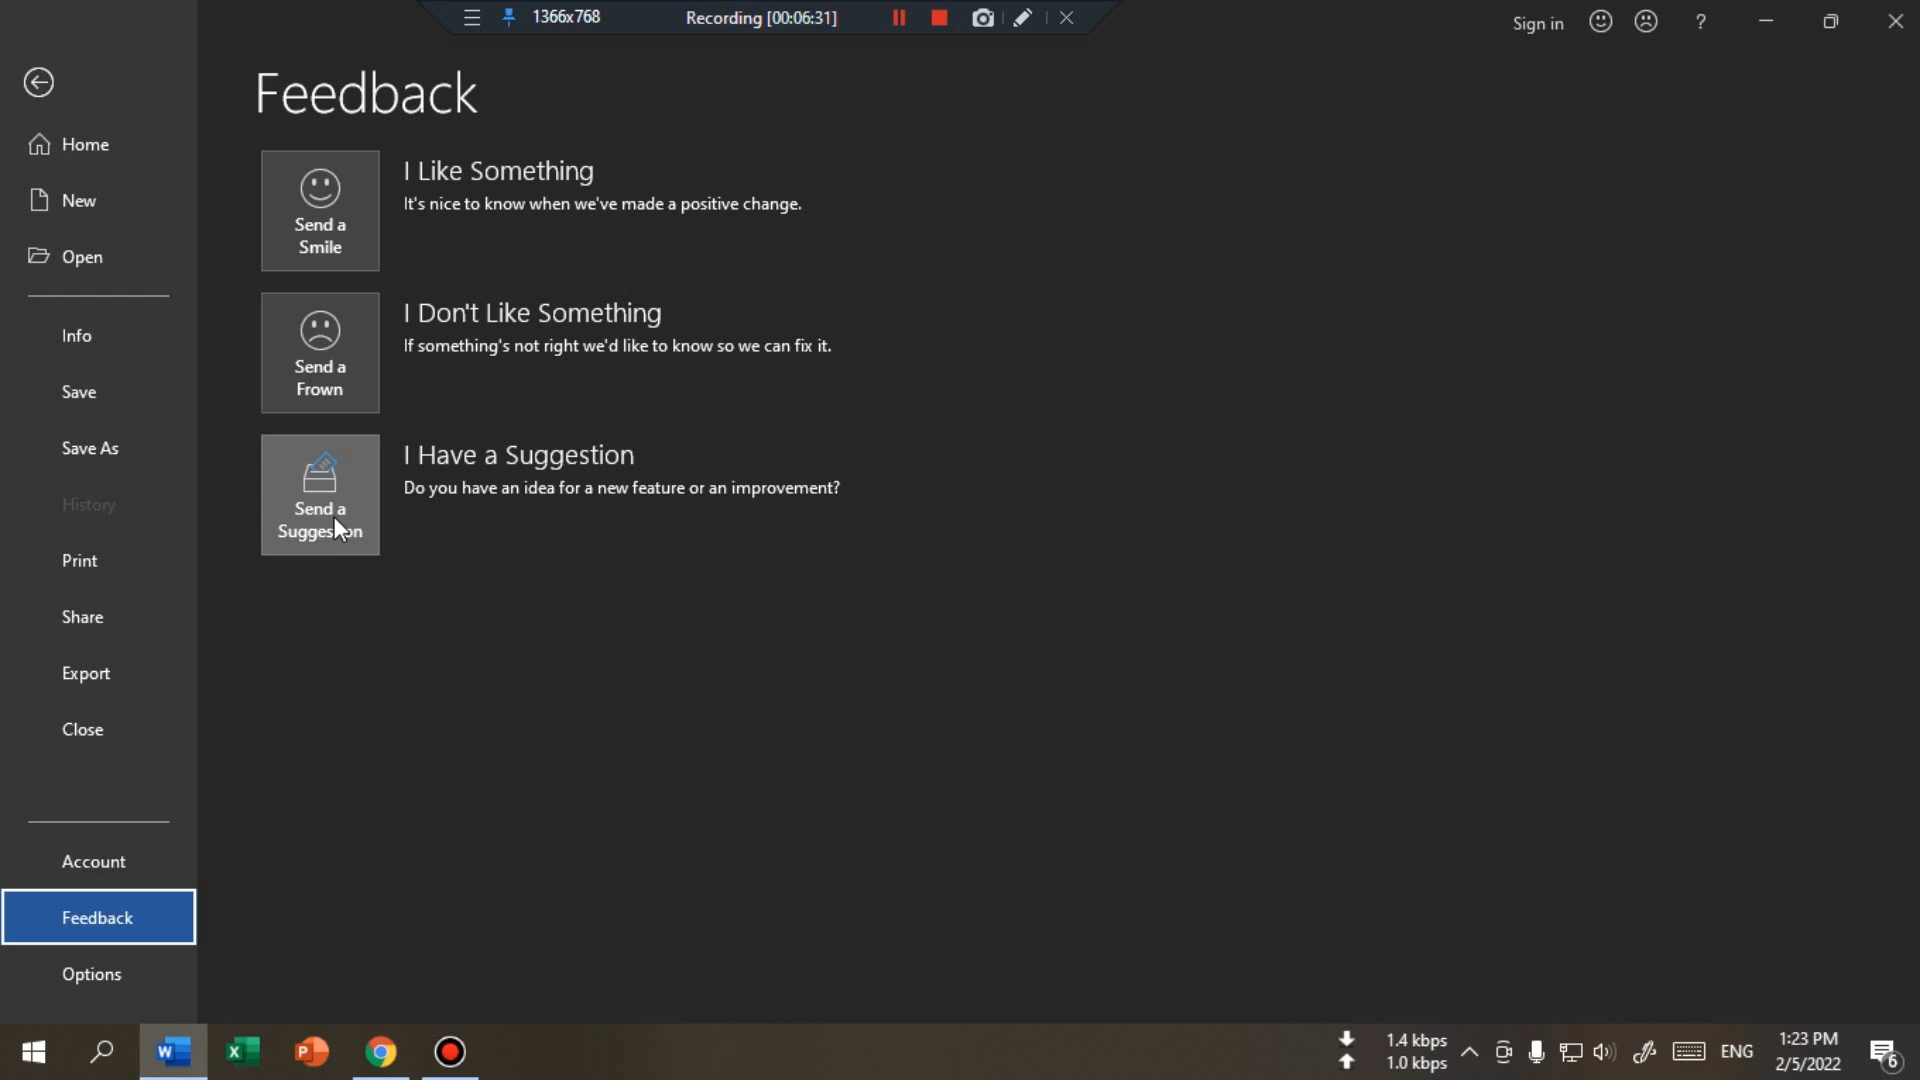 1366x768
Recording [00:06:31]
Sign in
?
Feedback
Home
New
Open
Info
Save
Save As
History
Print
Share
Export
Close
Account
Feedback
Options
Send a
Smile
I Like Something
It's nice to know when we've made a positive change.
Send a
Frown
I Don't Like Something
If something's not right we'd like to know so we can fix it.
Send a
Suggestion
I Have a Suggestion
Do you have an idea for a new feature or an improvement?
W
X
P
1.4 kbps
1.0 kbps
ENG
1:23 PM
2/5/2022
6